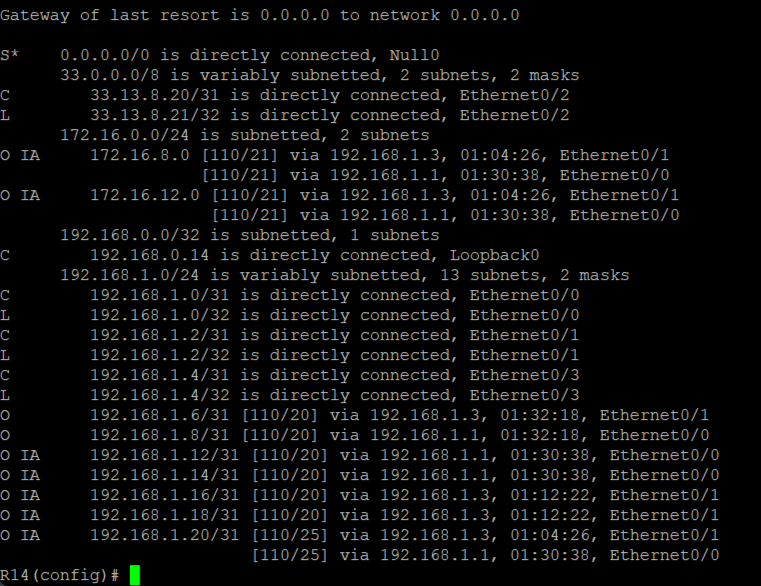 Gateway of last resort is 0.0.0.0 to network 0.0.0.0
S*    0.0.0.0/0 is directly connected, Null0
      33.0.0.0/8 is variably subnetted, 2 subnets, 2 masks
C        33.13.8.20/31 is directly connected, Ethernet0/2
L        33.13.8.21/32 is directly connected, Ethernet0/2
      172.16.0.0/24 is subnetted, 2 subnets
O IA     172.16.8.0 [110/21] via 192.168.1.3, 01:04:26, Ethernet0/1
                    [110/21] via 192.168.1.1, 01:30:38, Ethernet0/0
O IA     172.16.12.0 [110/21] via 192.168.1.3, 01:04:26, Ethernet0/1
                     [110/21] via 192.168.1.1, 01:30:38, Ethernet0/0
      192.168.0.0/32 is subnetted, 1 subnets
C        192.168.0.14 is directly connected, Loopback0
      192.168.1.0/24 is variably subnetted, 13 subnets, 2 masks
C        192.168.1.0/31 is directly connected, Ethernet0/0
L        192.168.1.0/32 is directly connected, Ethernet0/0
C        192.168.1.2/31 is directly connected, Ethernet0/1
L        192.168.1.2/32 is directly connected, Ethernet0/1
C        192.168.1.4/31 is directly connected, Ethernet0/3
L        192.168.1.4/32 is directly connected, Ethernet0/3
O        192.168.1.6/31 [110/20] via 192.168.1.3, 01:32:18, Ethernet0/1
O        192.168.1.8/31 [110/20] via 192.168.1.1, 01:32:18, Ethernet0/0
O IA     192.168.1.12/31 [110/20] via 192.168.1.1, 01:30:38, Ethernet0/0
O IA     192.168.1.14/31 [110/20] via 192.168.1.1, 01:30:38, Ethernet0/0
O IA     192.168.1.16/31 [110/20] via 192.168.1.3, 01:12:22, Ethernet0/1
O IA     192.168.1.18/31 [110/20] via 192.168.1.3, 01:12:22, Ethernet0/1
O IA     192.168.1.20/31 [110/25] via 192.168.1.3, 01:04:26, Ethernet0/1
                         [110/25] via 192.168.1.1, 01:30:38, Ethernet0/0
R14(config)#